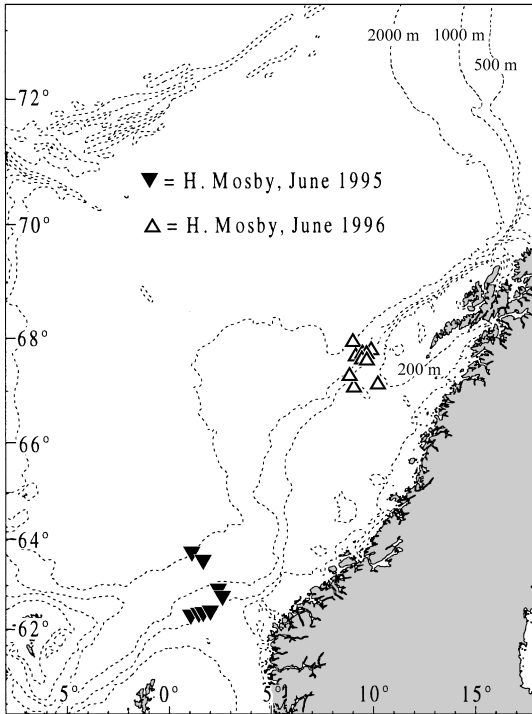 2000 m
1000 m
500 m
72°
▼= H. Mosby, June 1995
△= H. Mosby, June 1996
70°
68°
200 m
66°
64°
62°
5°
0°
5°
10°
15°